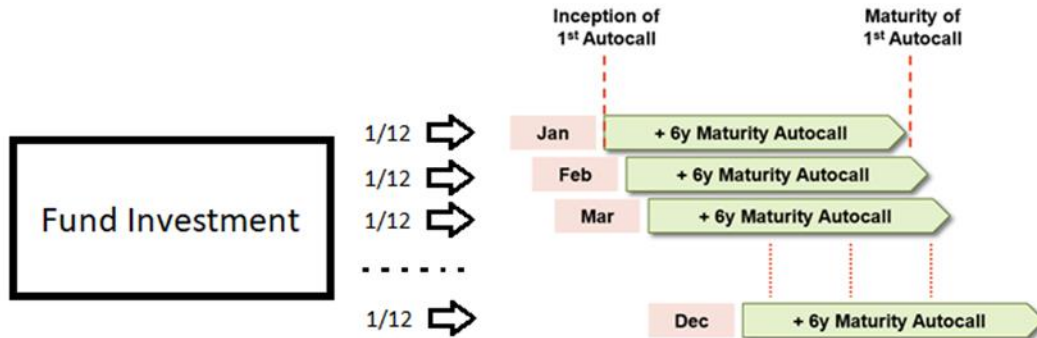 Inception of
1st Autocall
Maturity of
1st Autocall
Fund Investment
1/12
Jan
+ 6y Maturity Autocall
1/12
Feb
+ 6y Maturity Autocall
1/12
Mar
+ 6y Maturity Autocall
1/12
Dec
+ 6y Maturity Autocall